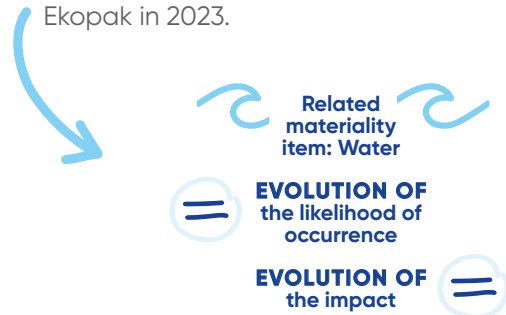 Ekopak in 2023.
Related
materiality
item: Water
EVOLUTION OF
the likelihood of
occurrence
EVOLUTION OF
the impact